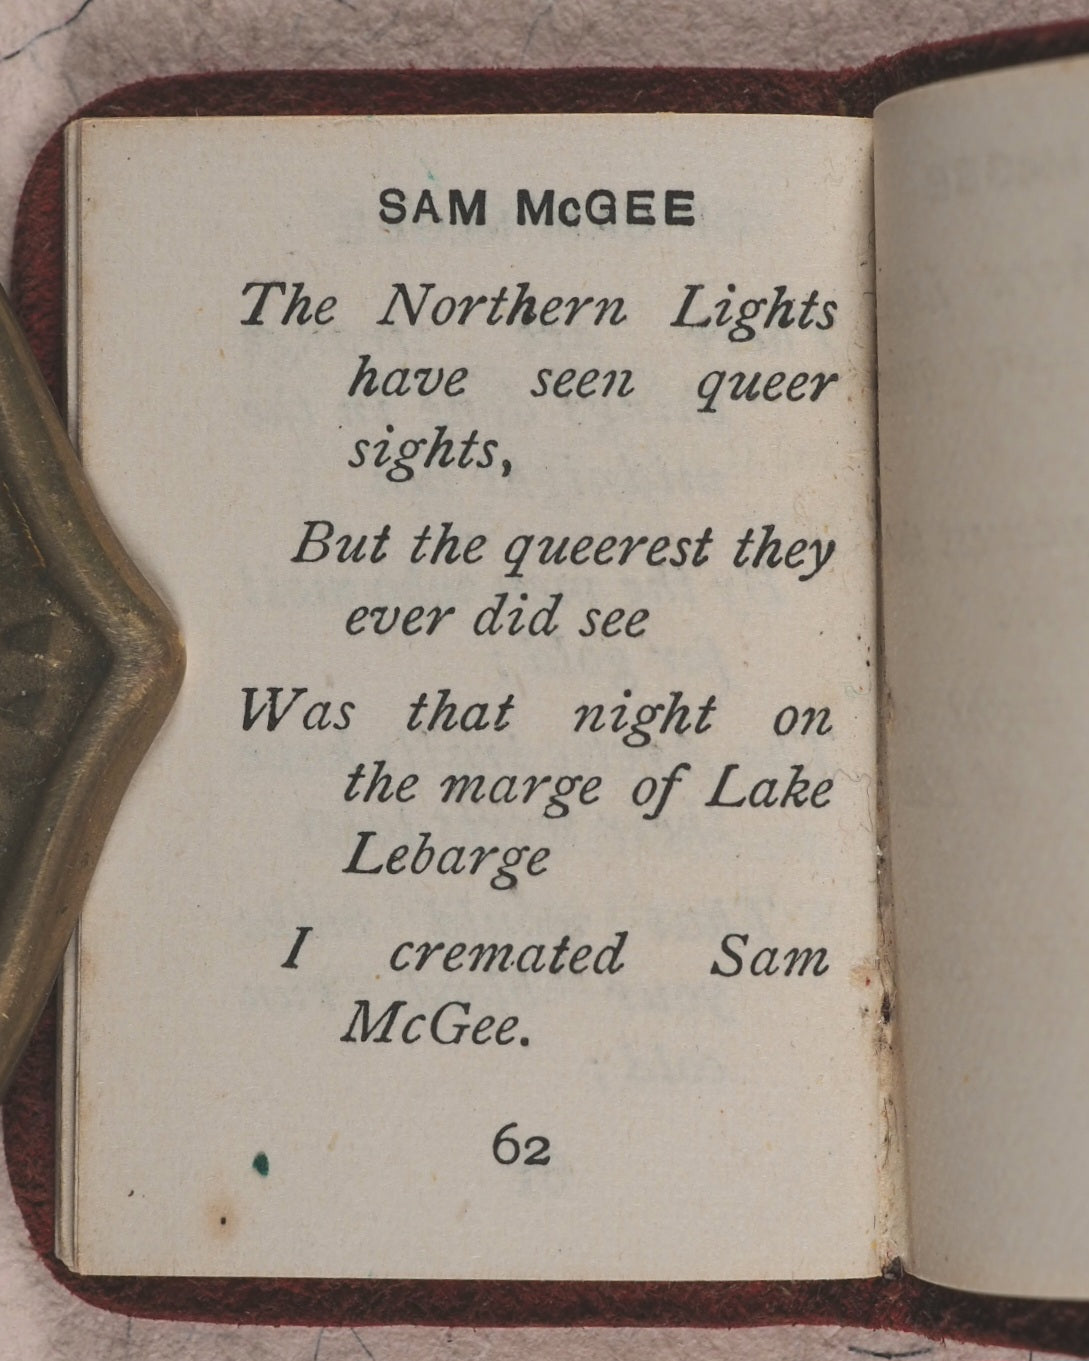 SAM McGEE
The Northern Lights
have seen queer
sights,
But the queerest they
ever did see
Was that night on
the marge of Lake
Lebarge
I cremated Sam
McGee.
62